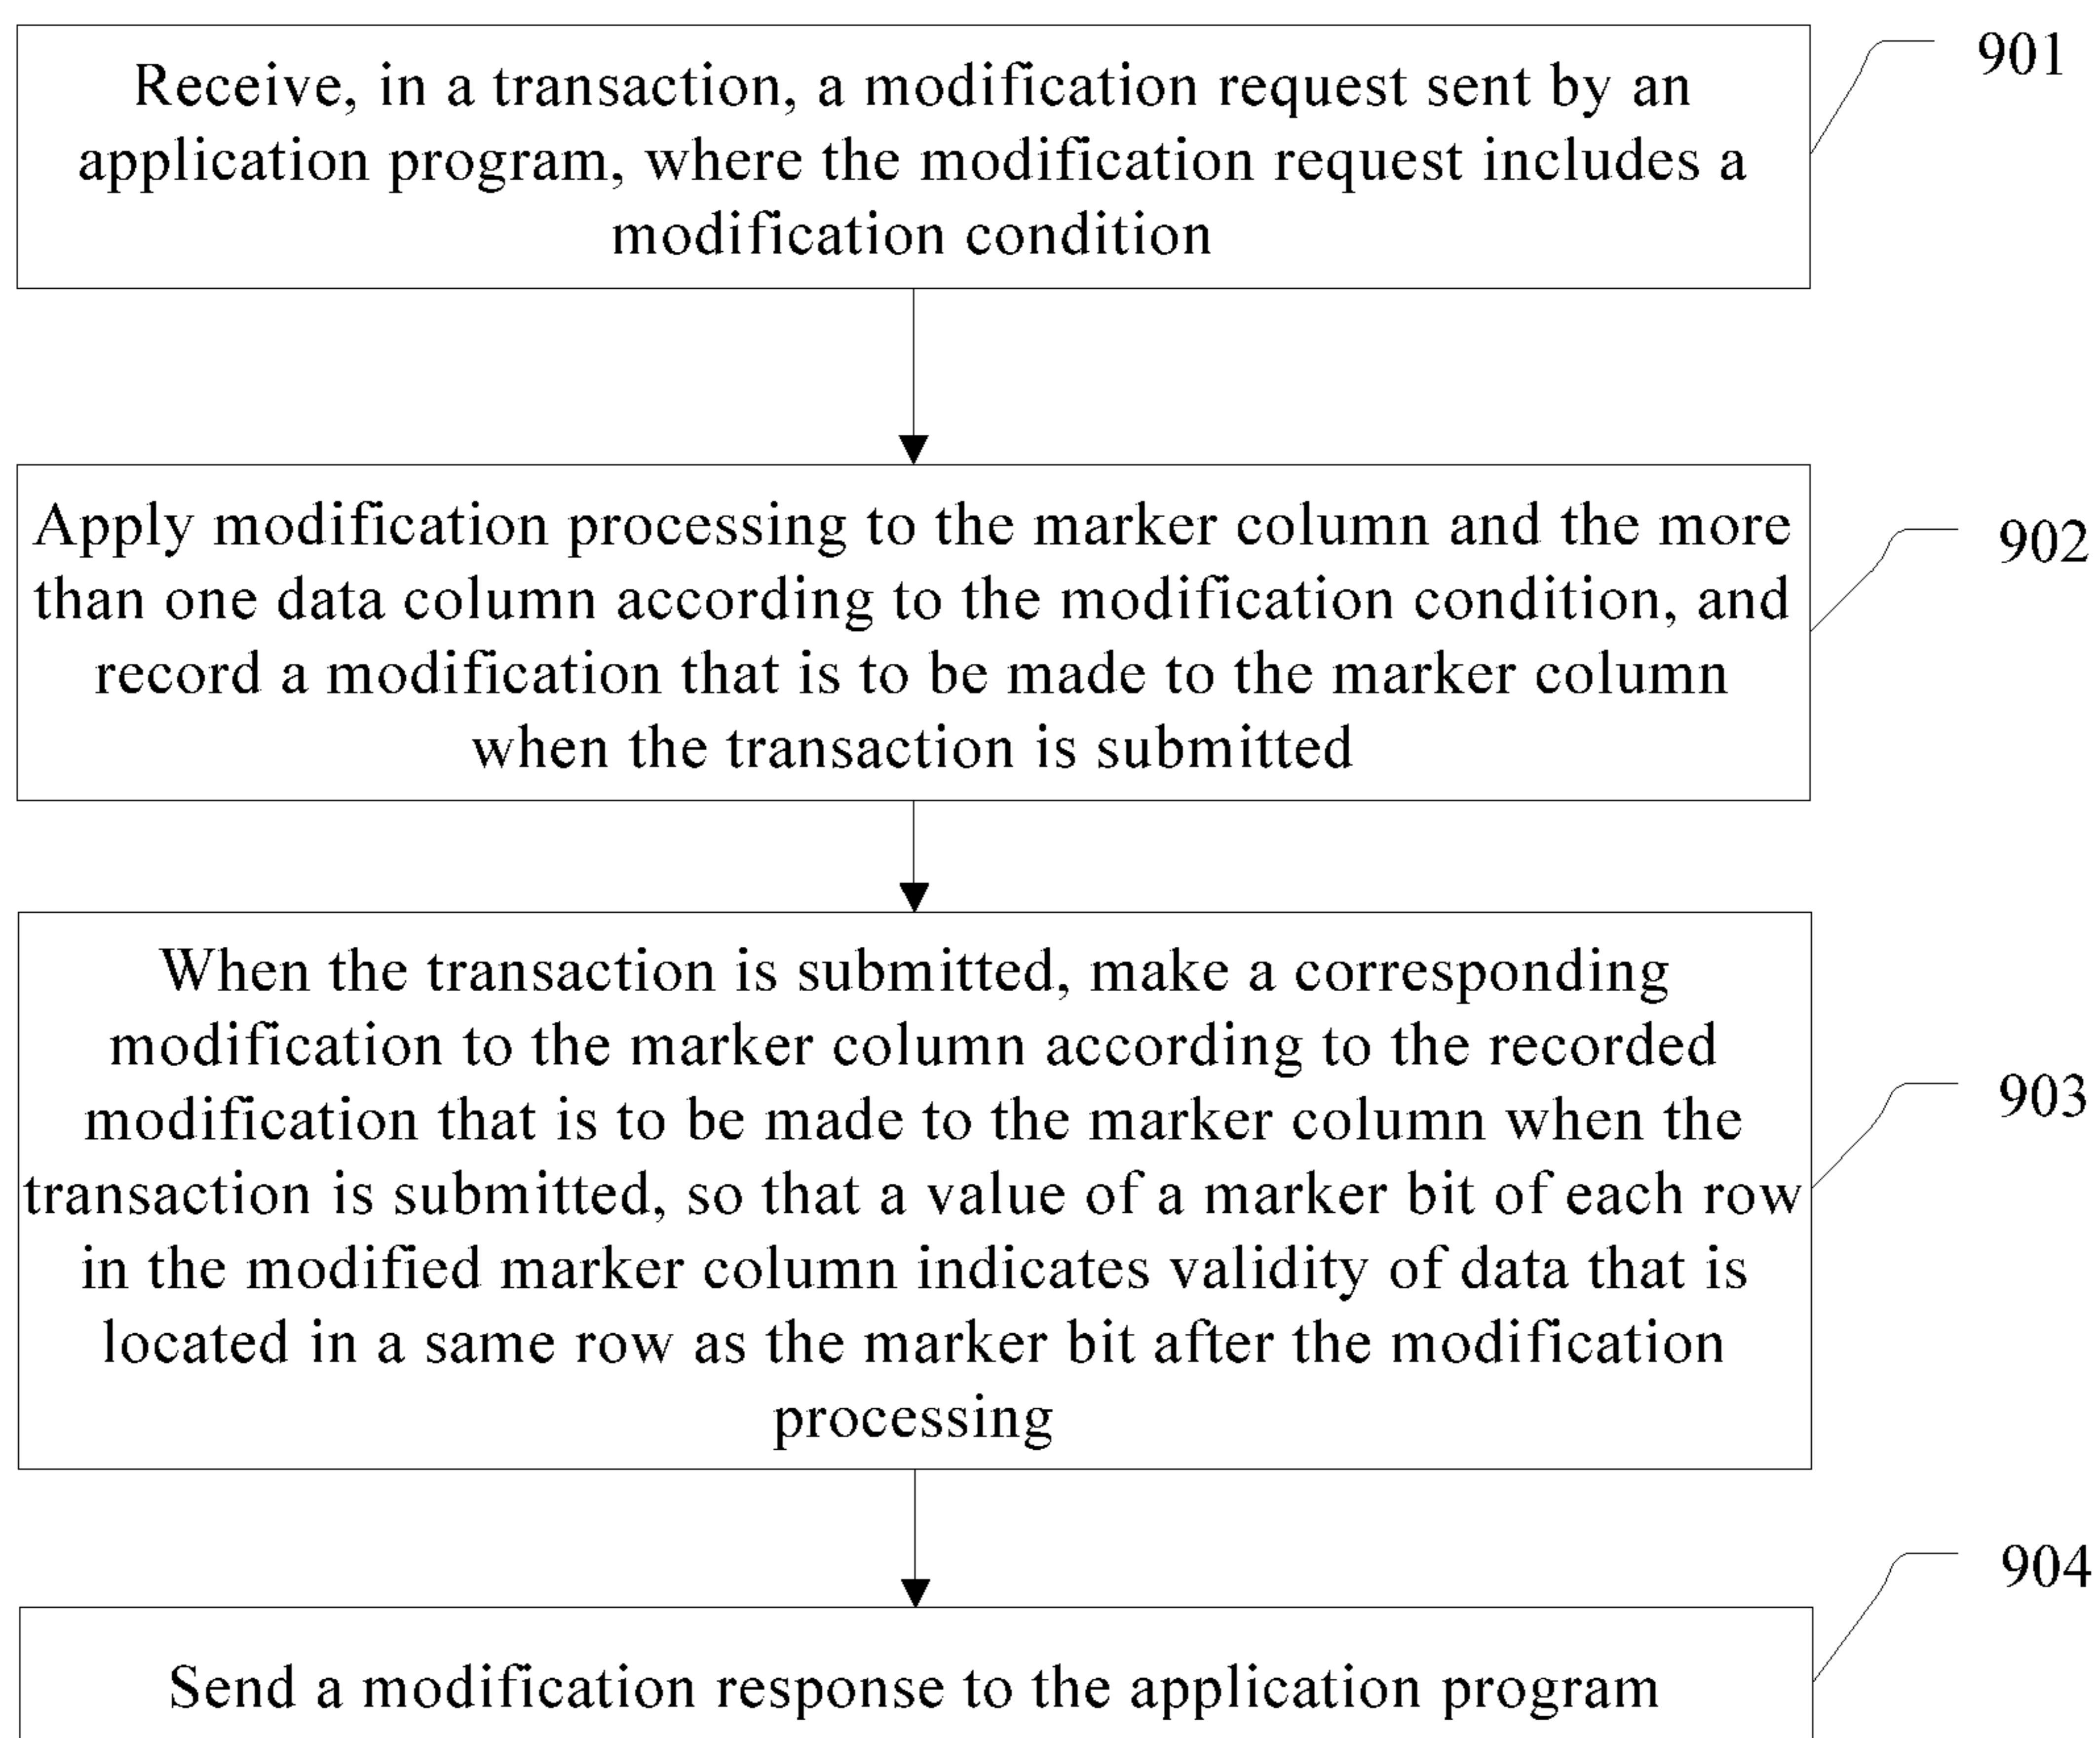 Receive, in a transaction, a modification request sent by an
application program, where the modification request includes a
modification condition
901
Apply modification processing to the marker column and the more
than one data column according to the modification condition, and
record a modification that is to be made to the marker column
when the transaction is submitted
902
When the transaction is submitted, make a corresponding
modification to the marker column according to the recorded
modification that is to be made to the marker column when the
transaction is submitted, so that a value of a marker bit of each row
in the modified marker column indicates validity of data that is
located in a same row as the marker bit after the modification
processing
903
Send a modification response to the application program
904